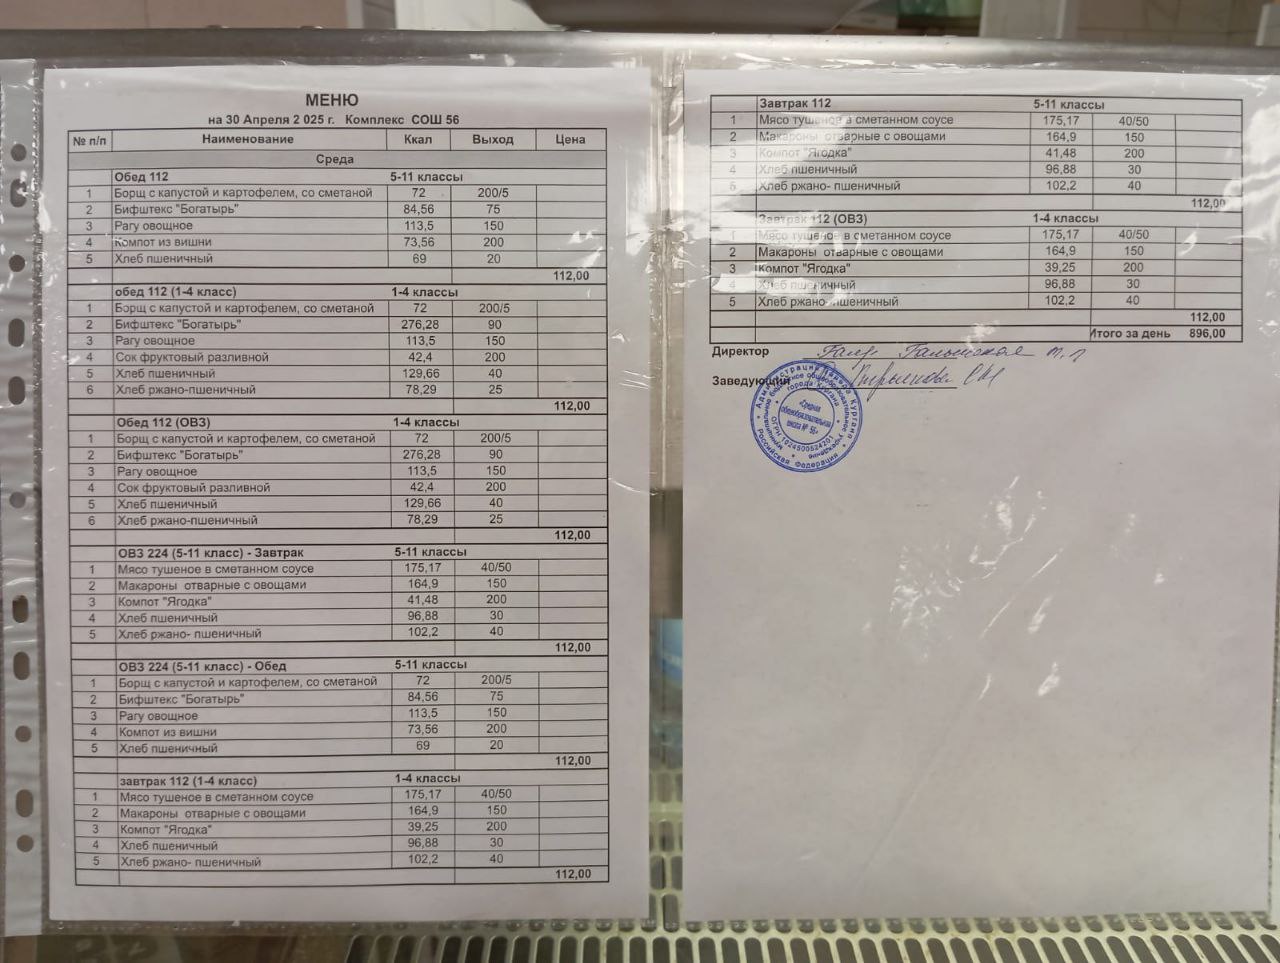 МЕНЮ
на 30 Апреля 2 025 г. Комплекс СОШ 56
№ п/п Наименование Ккал Выход Цена
Среда
Обед 112 5-11 классы
1 Борщ с капустой и картофелем, со сметаной 72 200/5
2 Бифштекс "Богатырь" 84,56 75
3 Рагу овощное 113,5 150
4 Компот из вишни 73,56 200
5 Хлеб пшеничный 69 20
112,00
обед 112 (1-4 класс) 1-4 классы
1 Борщ с капустой и картофелем, со сметаной 72 200/5
2 Бифштекс "Богатырь" 276,28 90
3 Рагу овощное 113,5 150
4 Сок фруктовый разливной 42,4 200
5 Хлеб пшеничный 129,66 40
6 Хлеб ржано-пшеничный 78,29 25
112,00
Обед 112 (ОВЗ) 1-4 классы
1 Борщ с капустой и картофелем, со сметаной 72 200/5
2 Бифштекс "Богатырь" 276,28 90
3 Рагу овощное 113,5 150
4 Сок фруктовый разливной 42,4 200
5 Хлеб пшеничный 129,66 40
6 Хлеб ржано-пшеничный 78,29 25
112,00
ОВЗ 224 (5-11 класс) - Завтрак 5-11 классы
1 Мясо тушеное в сметанном соусе 175,17 40/50
2 Макароны отварные с овощами 164,9 150
3 Компот "Ягодка" 41,48 200
4 Хлеб пшеничный 96,88 30
5 Хлеб ржано- пшеничный 102,2 40
112,00
ОВЗ 224 (5-11 класс) - Обед 5-11 классы
1 Борщ с капустой и картофелем, со сметаной 72 200/5
2 Бифштекс "Богатырь" 84,56 75
3 Рагу овощное 113,5 150
4 Компот из вишни 73,56 200
5 Хлеб пшеничный 69 20
112,00
завтрак 112 (1-4 класс) 1-4 классы
1 Мясо тушеное в сметанном соусе 175,17 40/50
2 Макароны отварные с овощами 164,9 150
3 Компот "Ягодка" 39,25 200
4 Хлеб пшеничный 96,88 30
5 Хлеб ржано- пшеничный 102,2 40
112,00
Завтрак 112 5-11 классы
1 Мясо тушеное в сметанном соусе 175,17 40/50
2 Макароны отварные с овощами 164,9 150
3 Компот "Ягодка" 41,48 200
4 Хлеб пшеничный 96,88 30
Хлеб ржано- пшеничный 102,2 40
112,00
Завтрак 112 (ОВЗ) 1-4 классы
1 Мясо тушеное в сметанном соусе 175,17 40/50
2 Макароны отварные с овощами 164,9 150
3 Компот "Ягодка" 39,25 200
4 Хлеб пшеничный 96,88 30
5 Хлеб ржано- пшеничный 102,2 40
112,00
Итого за день 896,00
Директор
Заведующий
Администрация города Кургана
Российская Федерация
«Средняя
общеобразовательная
школа № 56»